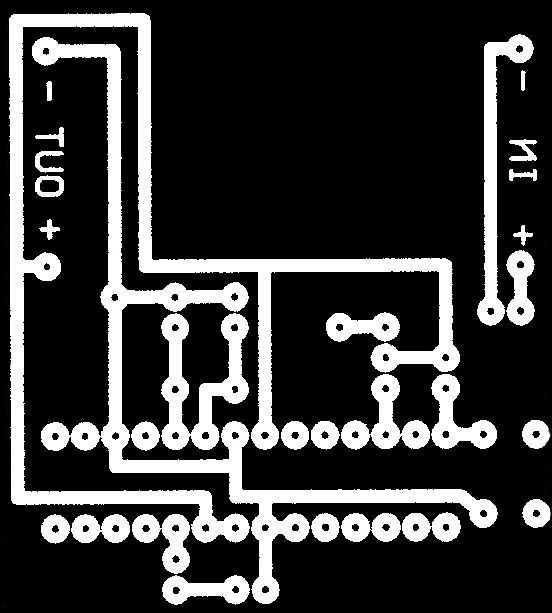 - OUT +
- IN +